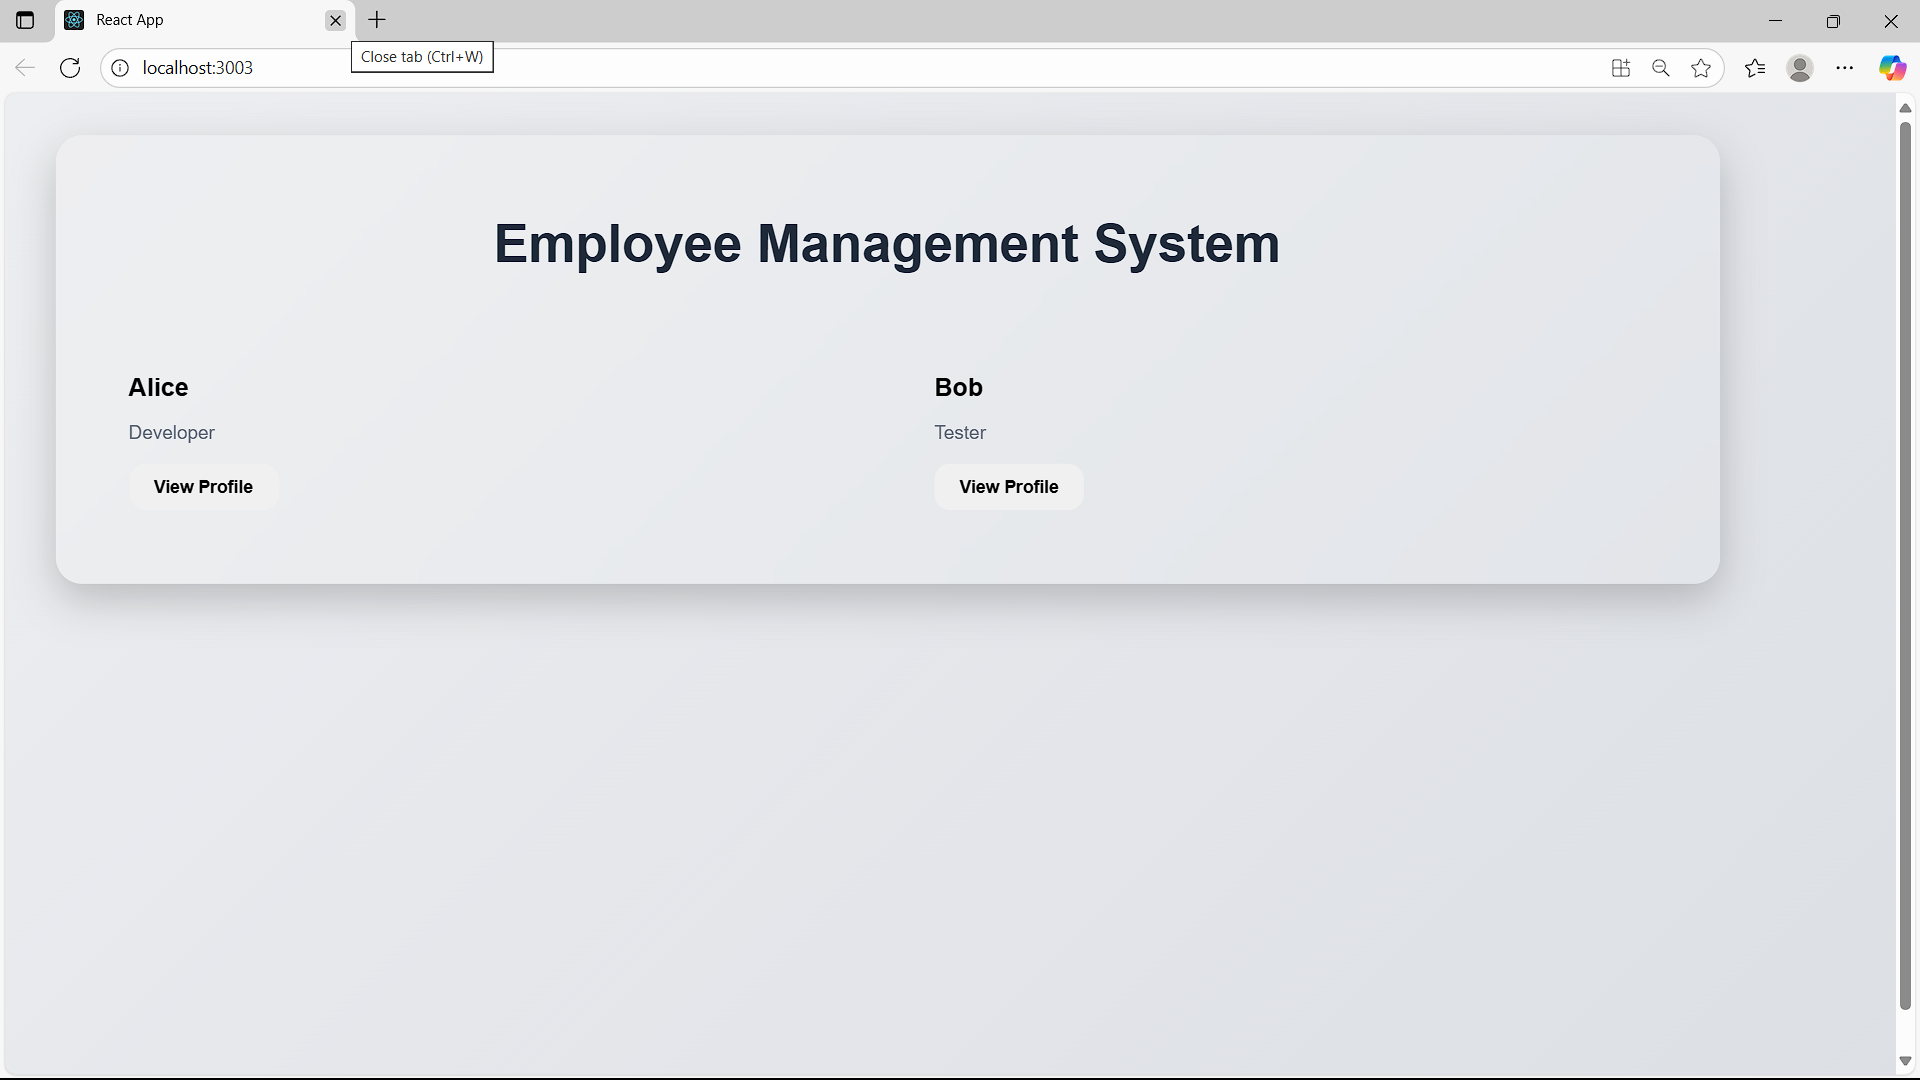 React App
Close tab (Ctrl+W)
localhost:3003
Employee Management System
Alice
Bob
Developer
Tester
View Profile
View Profile